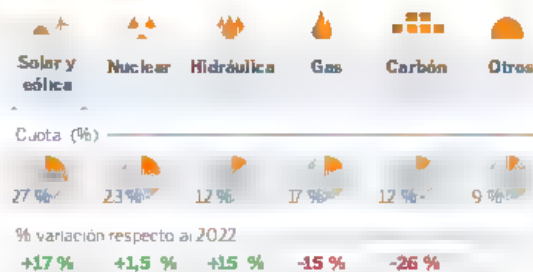 Solar y Nuclear Hidráulica Gas Carbón Otros
eólica
Cuota (%)
27 % 23 % 12 % 17 % 12 % 9 %
% variación respecto al 2022
+17 % +1,5 % +15 % -15 % -26 %